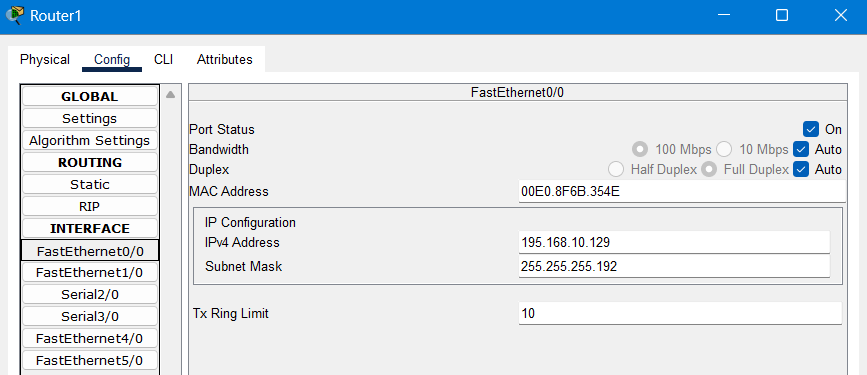 Router1
Physical Config CLI Attributes
GLOBAL
Settings
Algorithm Settings
ROUTING
Static
RIP
INTERFACE
FastEthernet0/0
FastEthernet1/0
Serial2/0
Serial3/0
FastEthernet4/0
FastEthernet5/0
FastEthernet0/0
Port Status On
Bandwidth 100 Mbps 10 Mbps Auto
Duplex Half Duplex Full Duplex Auto
MAC Address 00E0.8F6B.354E
IP Configuration
IPv4 Address 195.168.10.129
Subnet Mask 255.255.255.192
Tx Ring Limit 10